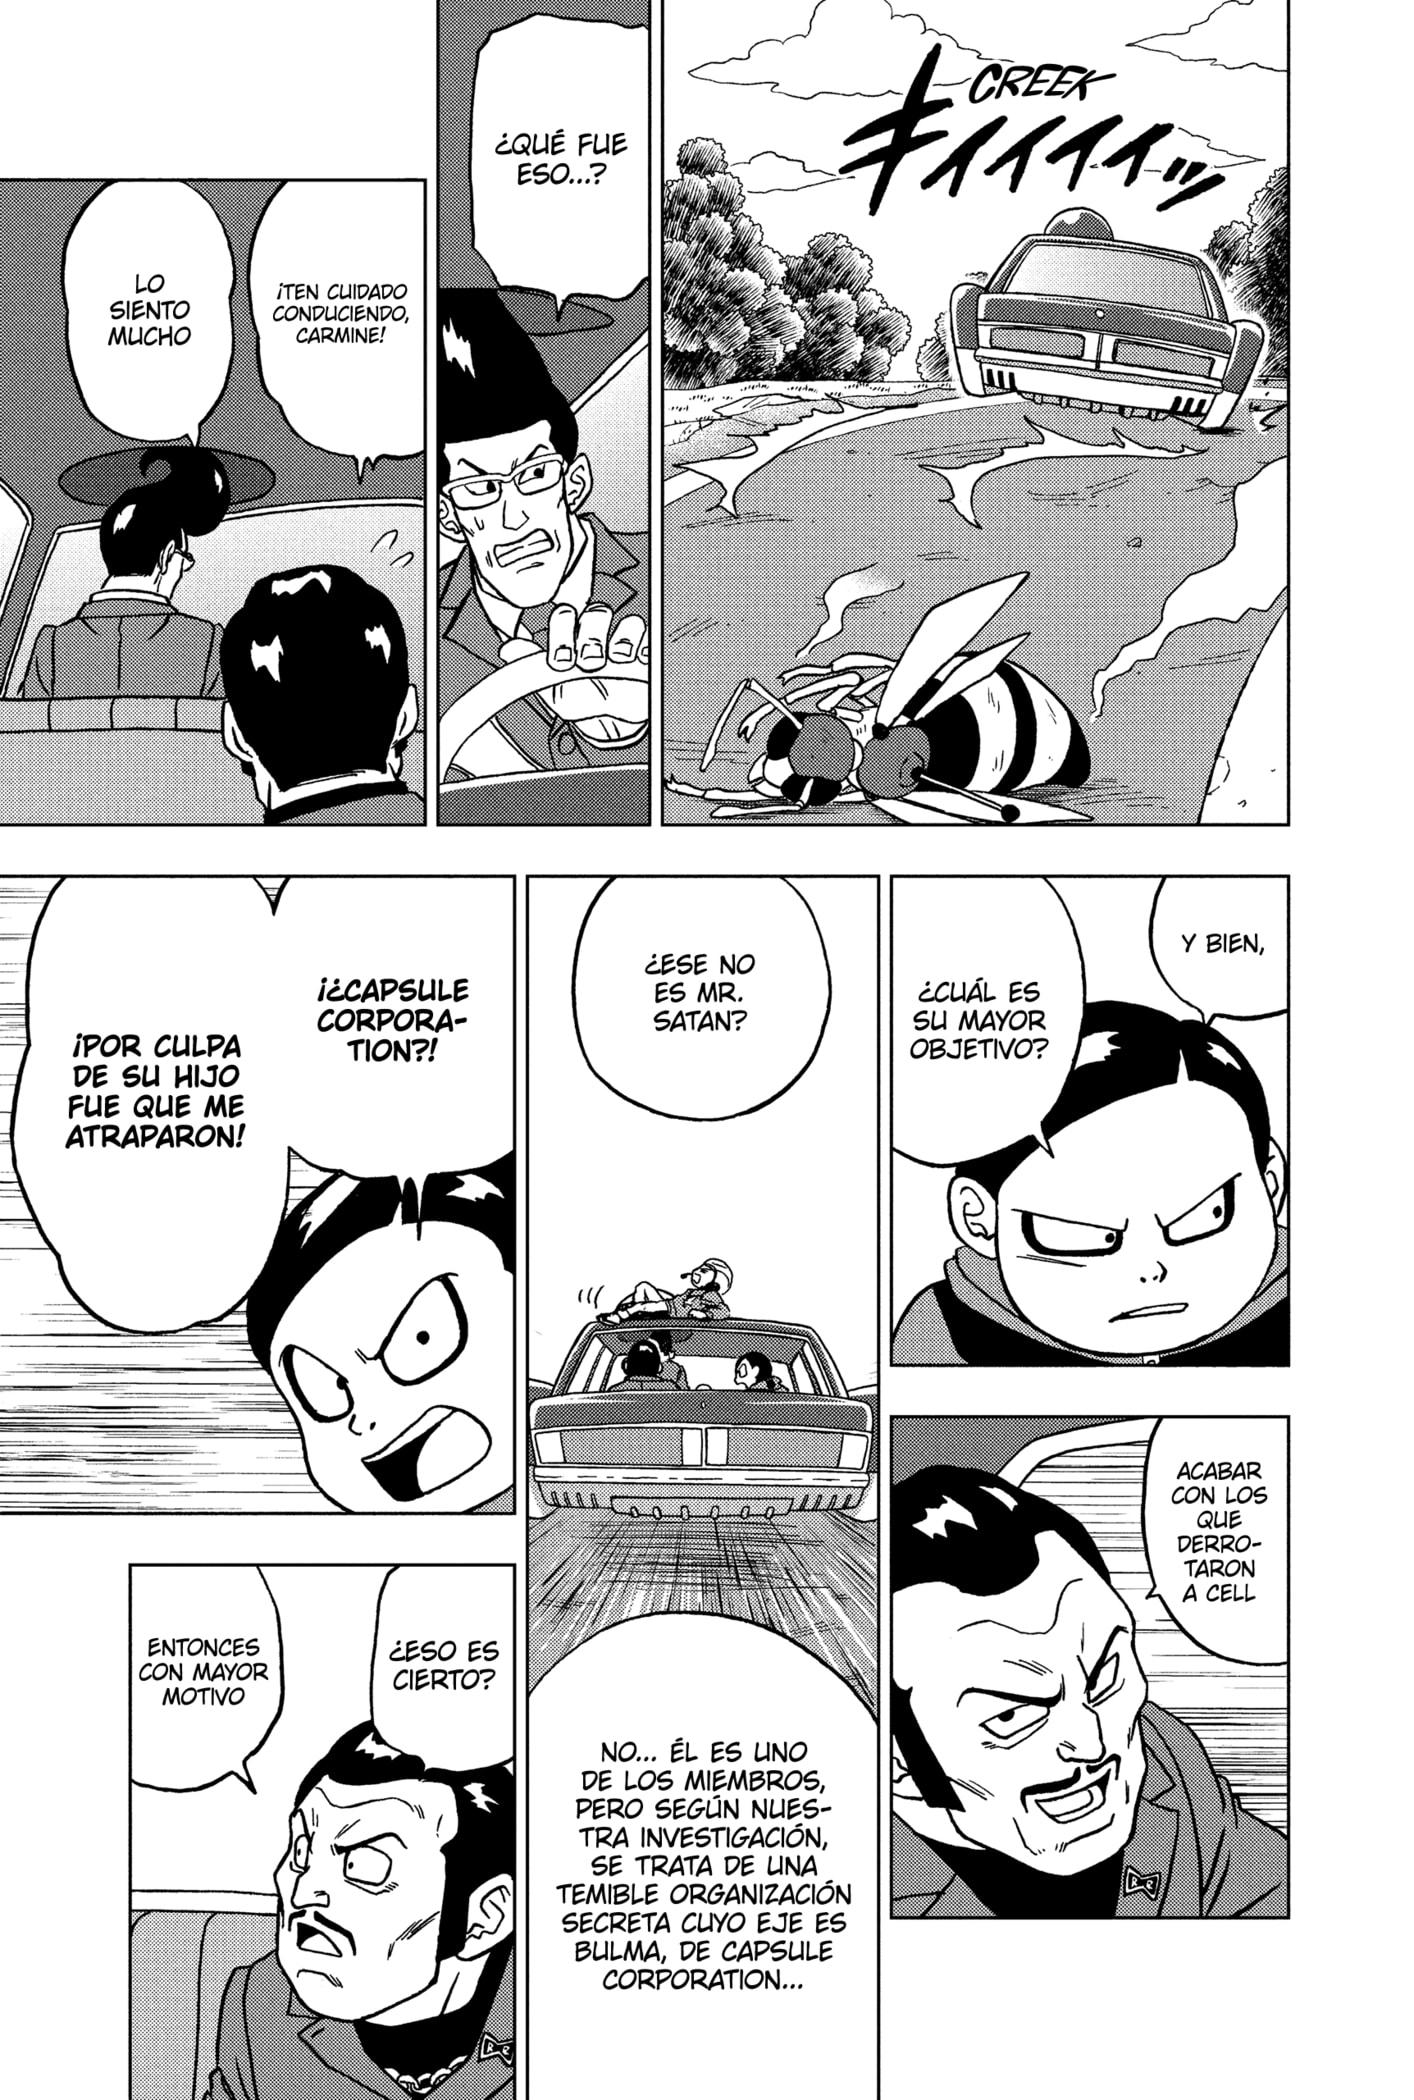 CREEK
キイイイイッ
¿QUÉ FUE
ESO...?
¡TEN CUIDADO
CONDUCIENDO,
CARMINE!
LO
SIENTO
MUCHO
Y BIEN,
¿CUÁL ES
SU MAYOR
OBJETIVO?
ACABAR
CON LOS
QUE
DERRO-
TARON
A CELL
¿ESE NO
ES MR.
SATAN?
NO... ÉL ES UNO
DE LOS MIEMBROS,
PERO SEGÚN NUES-
TRA INVESTIGACIÓN,
SE TRATA DE UNA
TEMIBLE ORGANIZACIÓN
SECRETA CUYO EJE ES
BULMA, DE CAPSULE
CORPORATION...
¡¿CAPSULE
CORPORA-
TION?!
¡POR CULPA
DE SU HIJO
FUE QUE ME
ATRAPARON!
¿ESO ES
CIERTO?
ENTONCES
CON MAYOR
MOTIVO